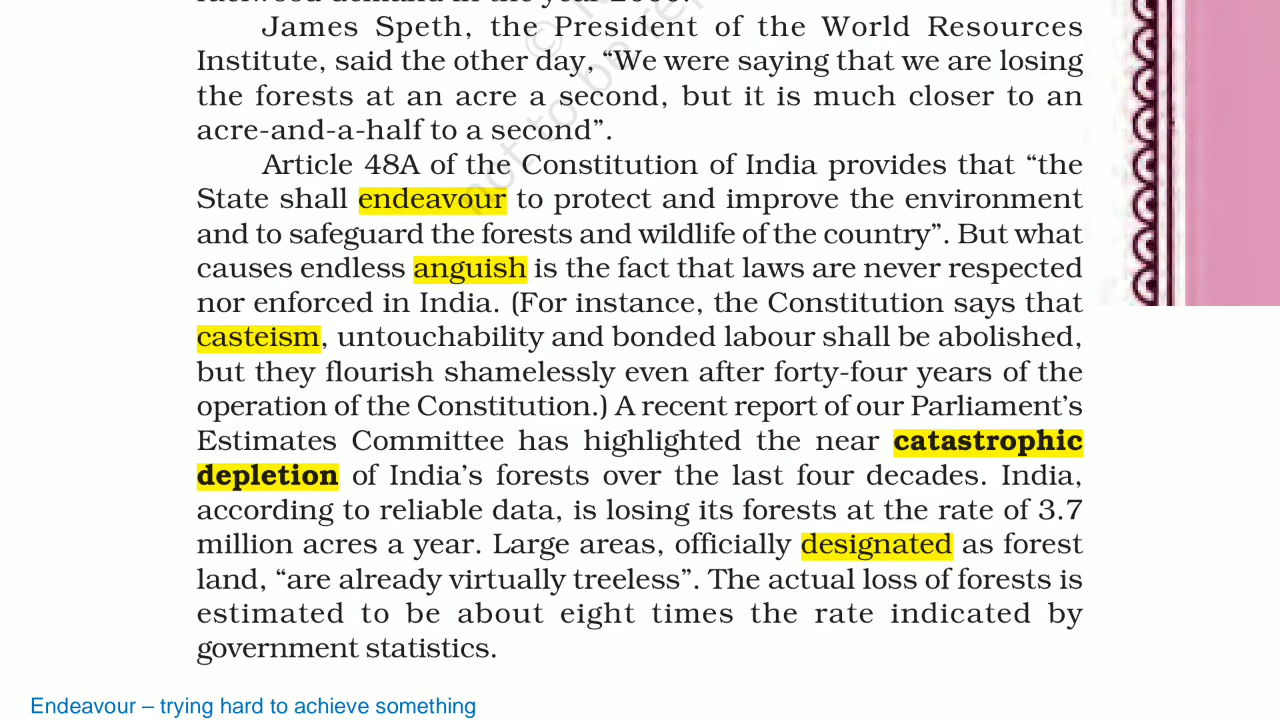 James Speth, the President of the World Resources
Institute, said the other day, “We were saying that we are losing
the forests at an acre a second, but it is much closer to an
acre-and-a-half to a second”.
Article 48A of the Constitution of India provides that “the
State shall endeavour to protect and improve the environment
and to safeguard the forests and wildlife of the country”. But what
causes endless anguish is the fact that laws are never respected
nor enforced in India. (For instance, the Constitution says that
casteism, untouchability and bonded labour shall be abolished,
but they flourish shamelessly even after forty-four years of the
operation of the Constitution.) A recent report of our Parliament’s
Estimates Committee has highlighted the near catastrophic
depletion of India’s forests over the last four decades. India,
according to reliable data, is losing its forests at the rate of 3.7
million acres a year. Large areas, officially designated as forest
land, “are already virtually treeless”. The actual loss of forests is
estimated to be about eight times the rate indicated by
government statistics.
Endeavour – trying hard to achieve something